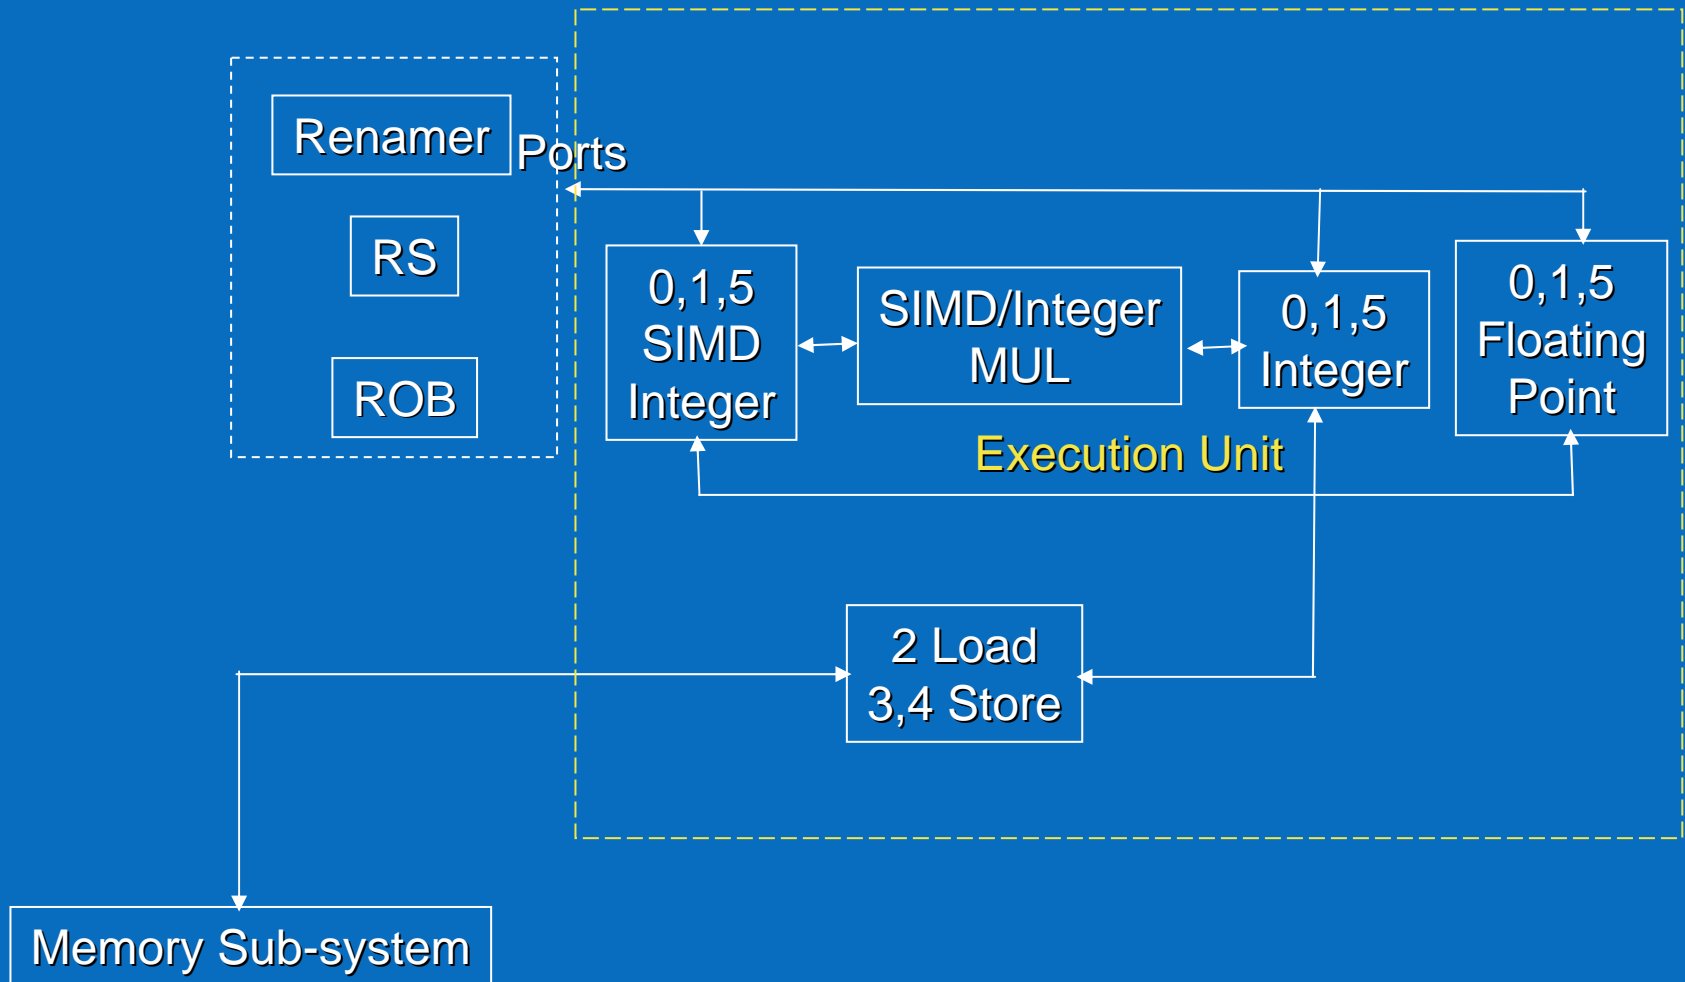 Renamer
Ports
RS
ROB
0,1,5
SIMD
Integer
SIMD/Integer
MUL
0,1,5
Integer
0,1,5
Floating
Point
Execution Unit
2 Load
3,4 Store
Memory Sub-system